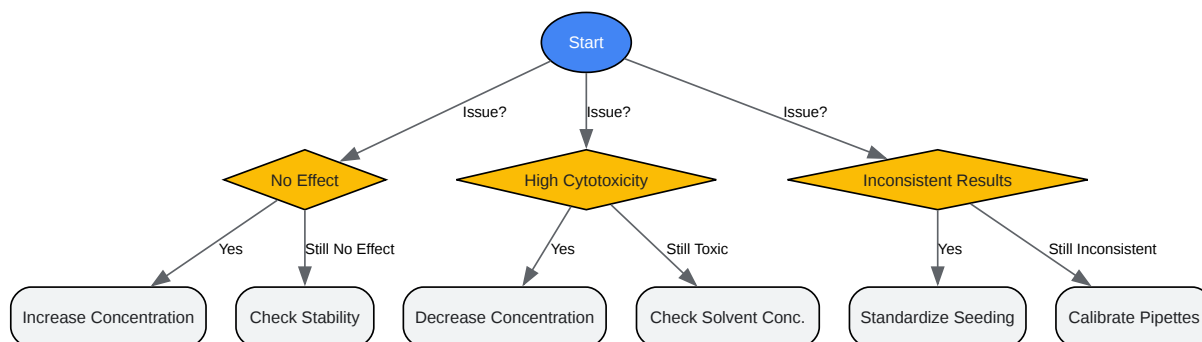 Start
Issue?
Issue?
Issue?
No Effect
High Cytotoxicity
Inconsistent Results
Yes
Still No Effect
Yes
Still Toxic
Yes
Still Inconsistent
Increase Concentration
Check Stability
Decrease Concentration
Check Solvent Conc.
Standardize Seeding
Calibrate Pipettes